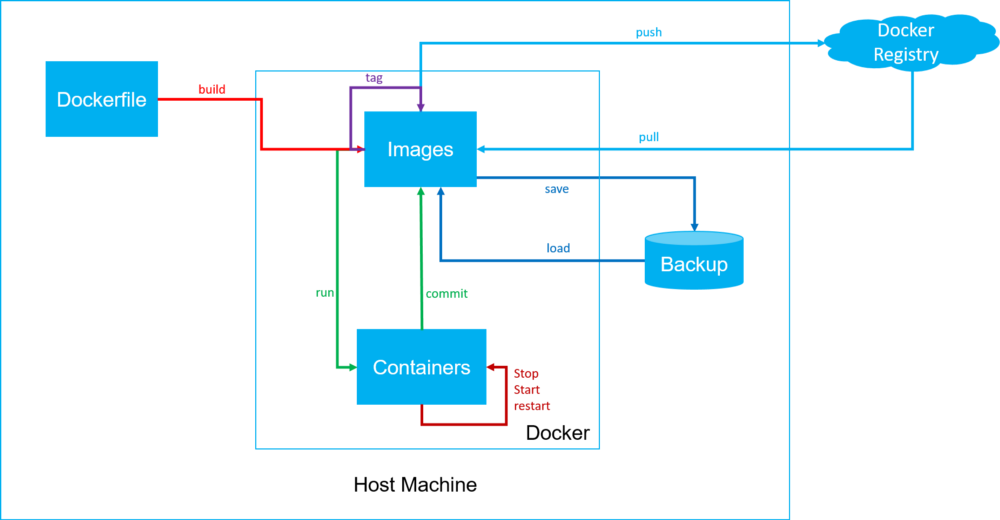 push
Docker
Registry
tag
build
Dockerfile
Images
pull
save
load
Backup
run
commit
Containers
Stop
Start
restart
Docker
Host Machine